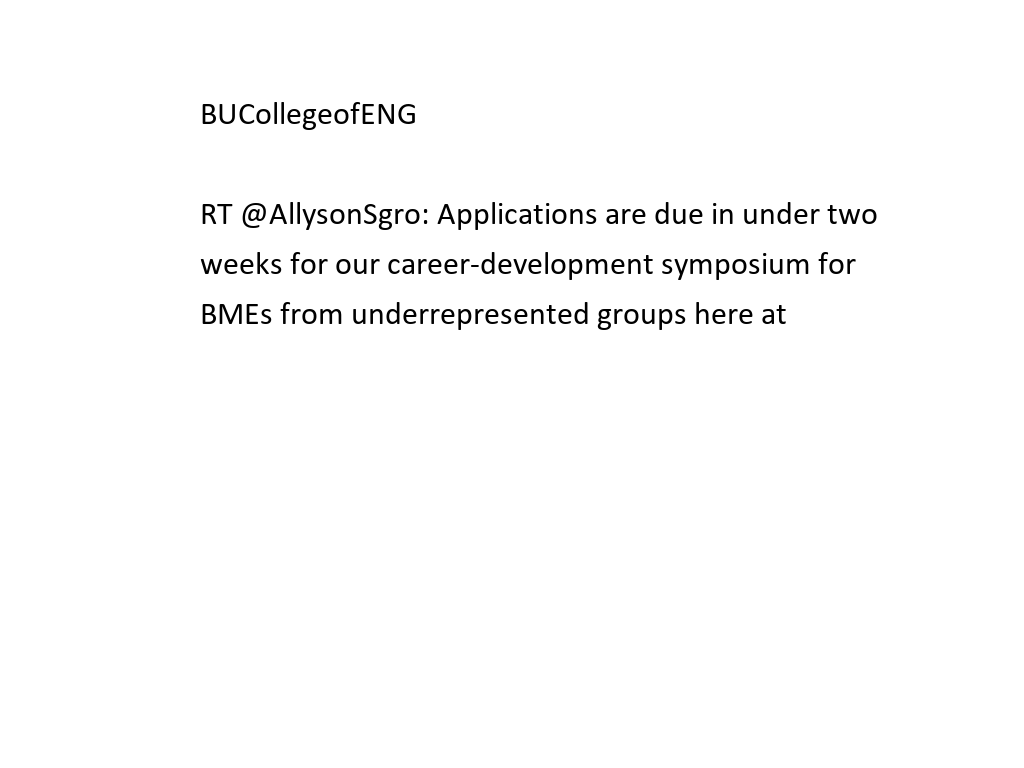 BUCollegeofENG
RT @AllysonSgro: Applications are due in under two
weeks for our career-development symposium for
BMEs from underrepresented groups here at